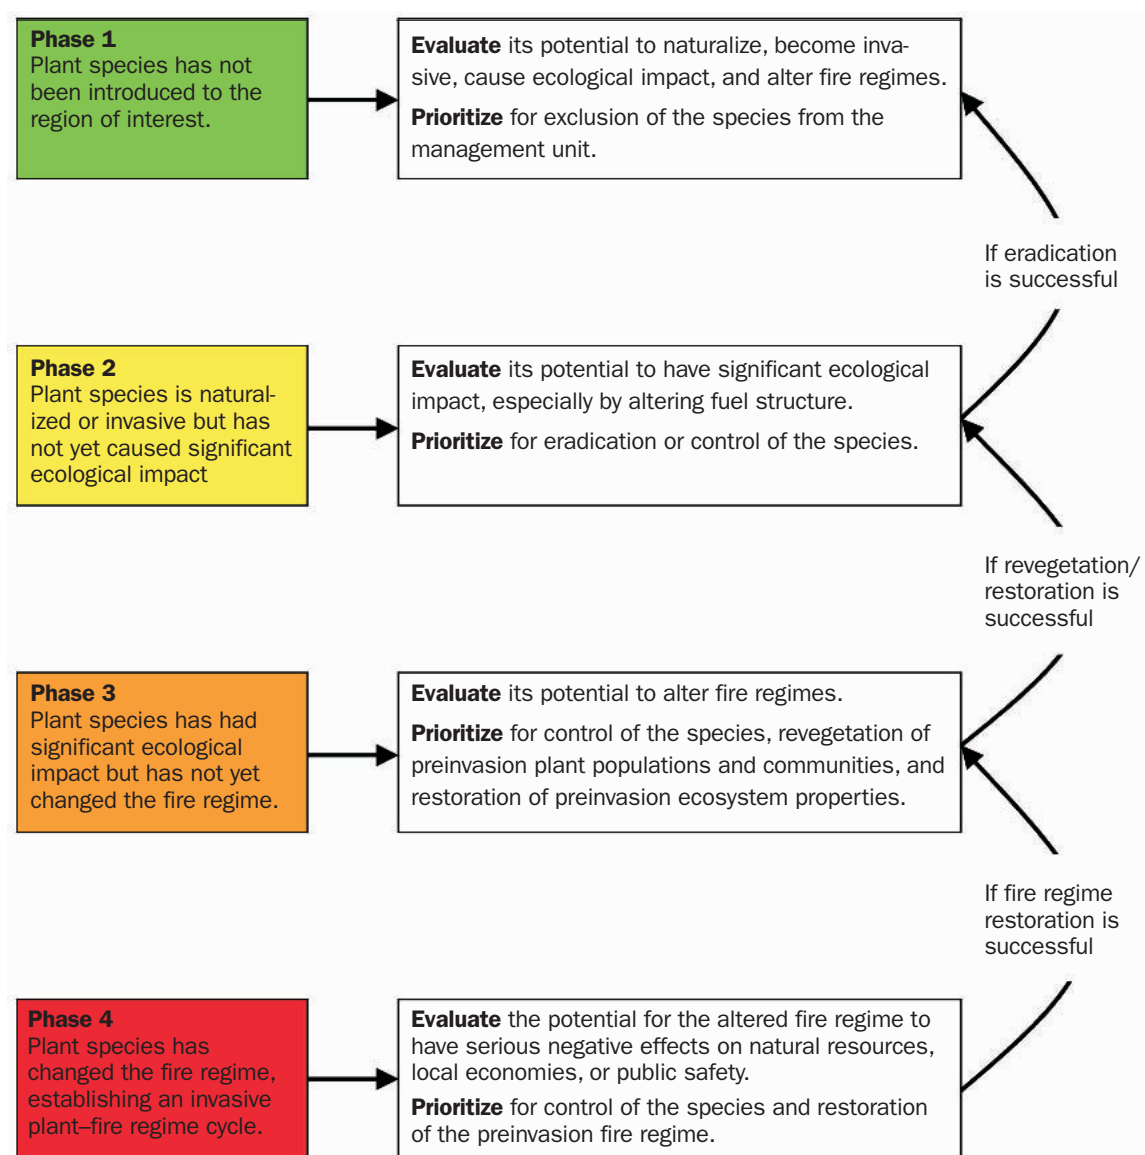 Phase 1
Plant species has not
been introduced to the
region of interest.
Evaluate its potential to naturalize, become inva-
sive, cause ecological impact, and alter fire regimes.
Prioritize for exclusion of the species from the
management unit.
If eradication
is successful
Phase 2
Plant species is natural-
ized or invasive but has
not yet caused significant
ecological impact
Evaluate its potential to have significant ecological
impact, especially by altering fuel structure.
Prioritize for eradication or control of the species.
If revegetation/
restoration is
successful
Phase 3
Plant species has had
significant ecological
impact but has not yet
changed the fire regime.
Evaluate its potential to alter fire regimes.
Prioritize for control of the species, revegetation of
preinvasion plant populations and communities, and
restoration of preinvasion ecosystem properties.
If fire regime
restoration is
successful
Phase 4
Plant species has
changed the fire regime,
establishing an invasive
plant–fire regime cycle.
Evaluate the potential for the altered fire regime to
have serious negative effects on natural resources,
local economies, or public safety.
Prioritize for control of the species and restoration
of the preinvasion fire regime.